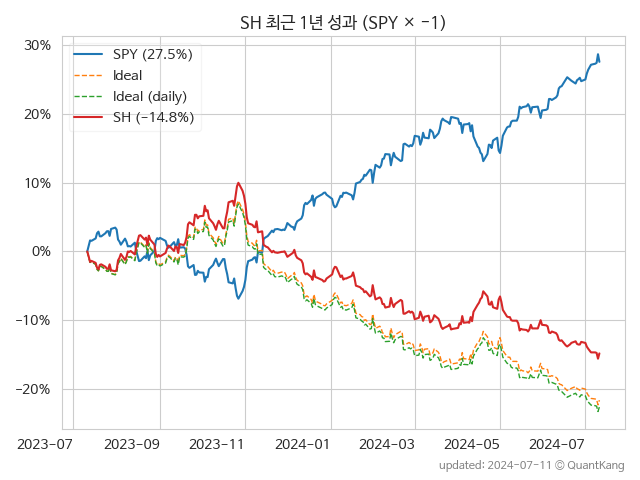 SH 최근 1년 성과 (SPY × −1)
30%
20%
10%
0%
−10%
−20%
SPY (27.5%)
Ideal
Ideal (daily)
SH (−14.8%)
2023-07
2023-09
2023-11
2024-01
2024-03
2024-05
2024-07
updated: 2024-07-11 © QuantKang